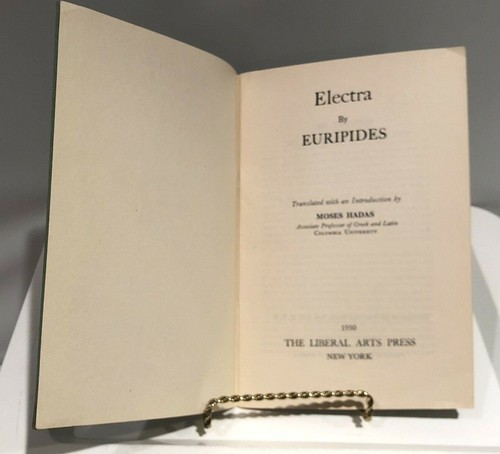 Electra
By
EURIPIDES
Translated with an Introduction by
MOSES HADAS
Associate Professor of Greek and Latin
COLUMBIA UNIVERSITY
1950
THE LIBERAL ARTS PRESS
NEW YORK